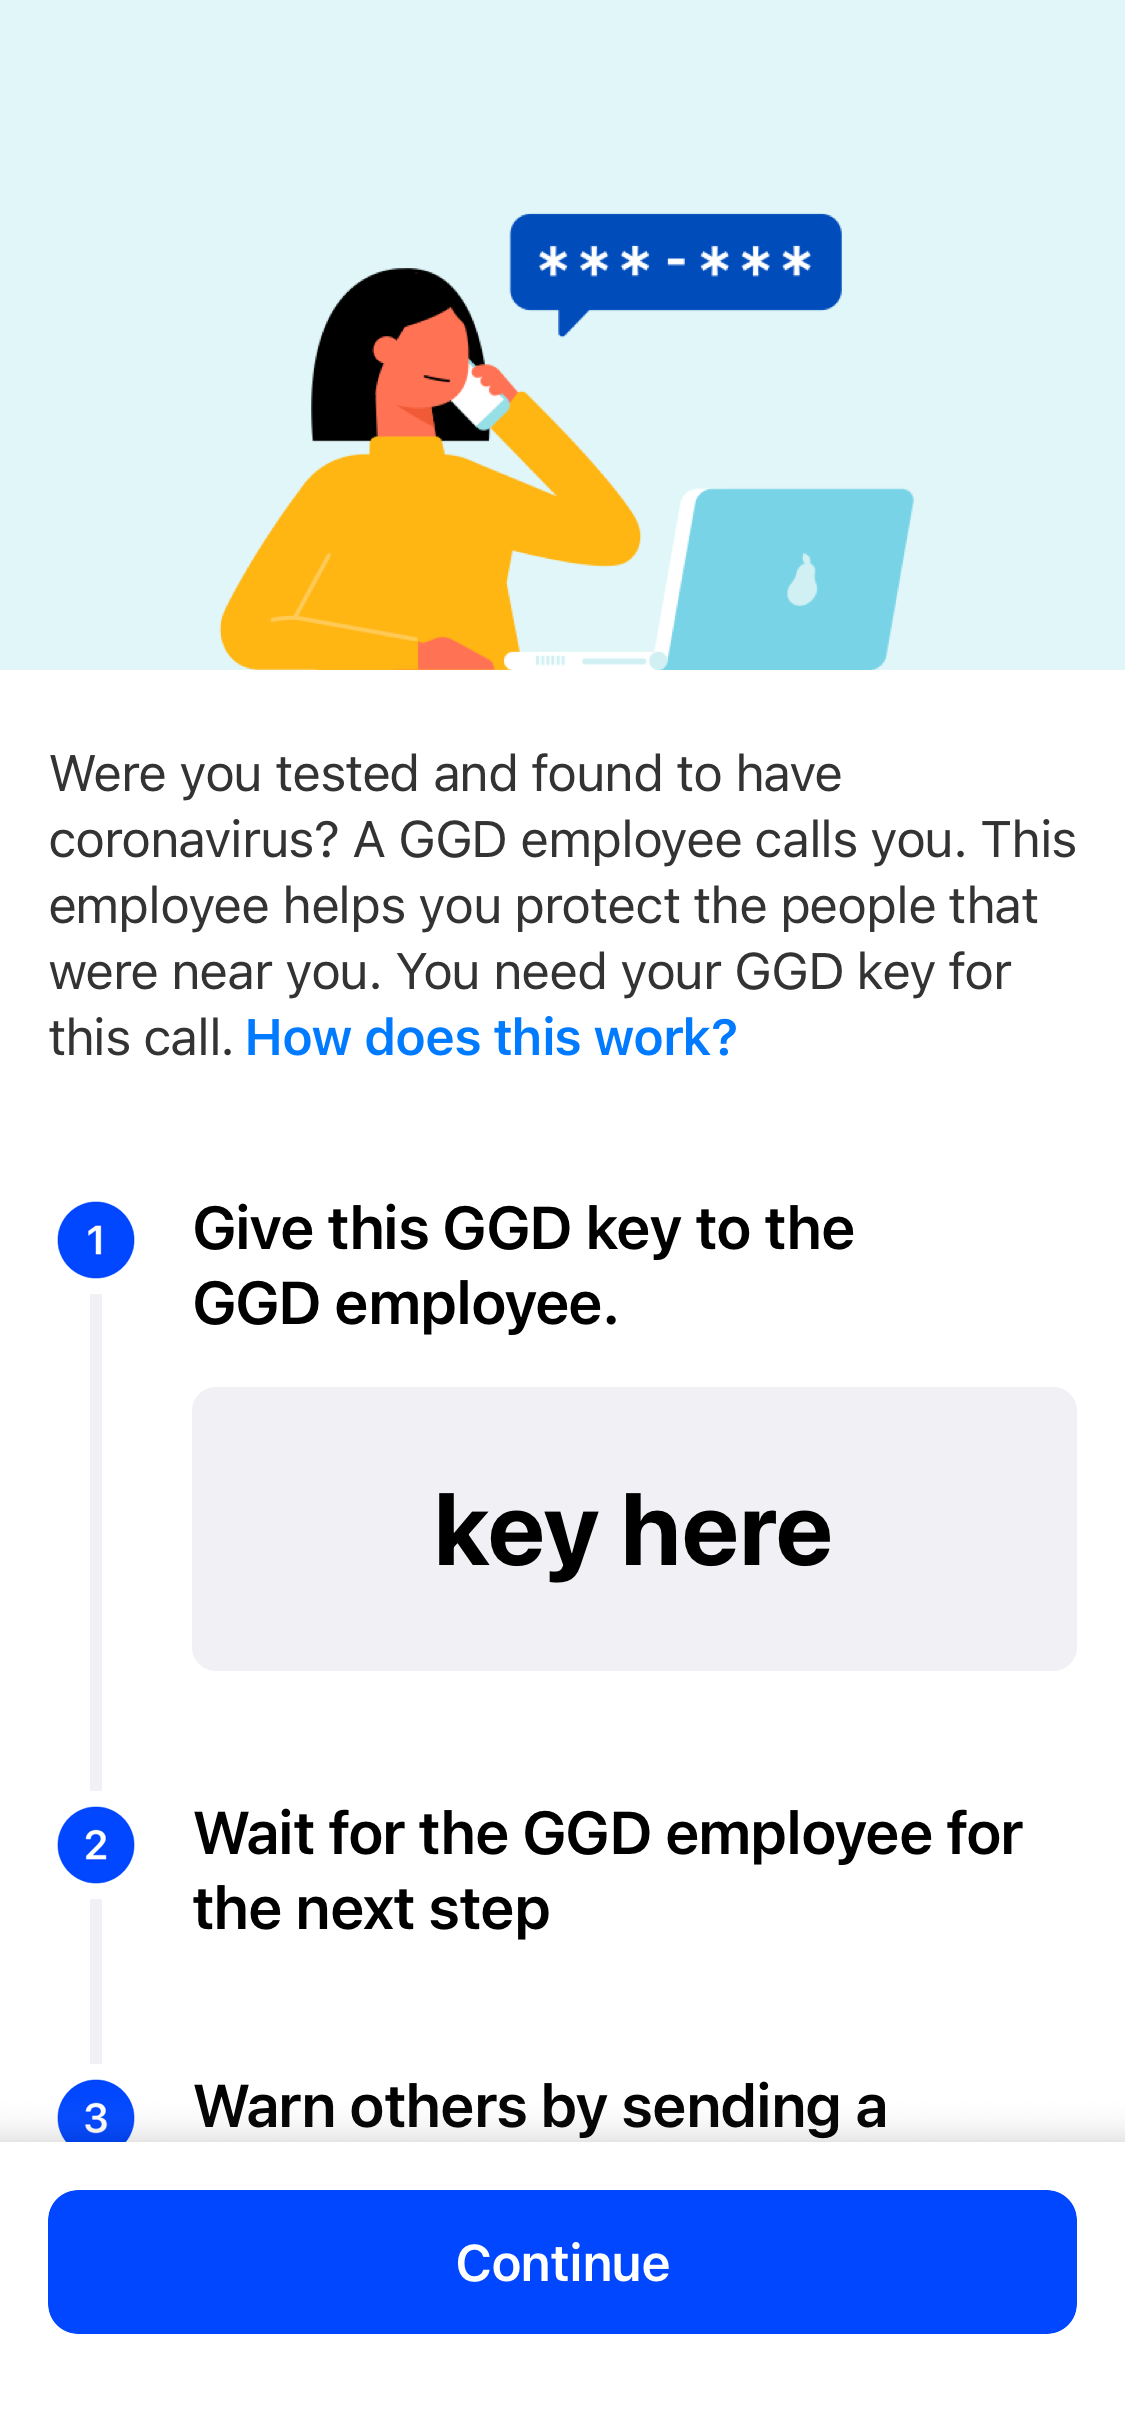 ***-***
Were you tested and found to have
coronavirus? A GGD employee calls you. This
employee helps you protect the people that
were near you. You need your GGD key for
this call. How does this work?
1
Give this GGD key to the
GGD employee.
key here
2
Wait for the GGD employee for
the next step
3
Warn others by sending a
Continue